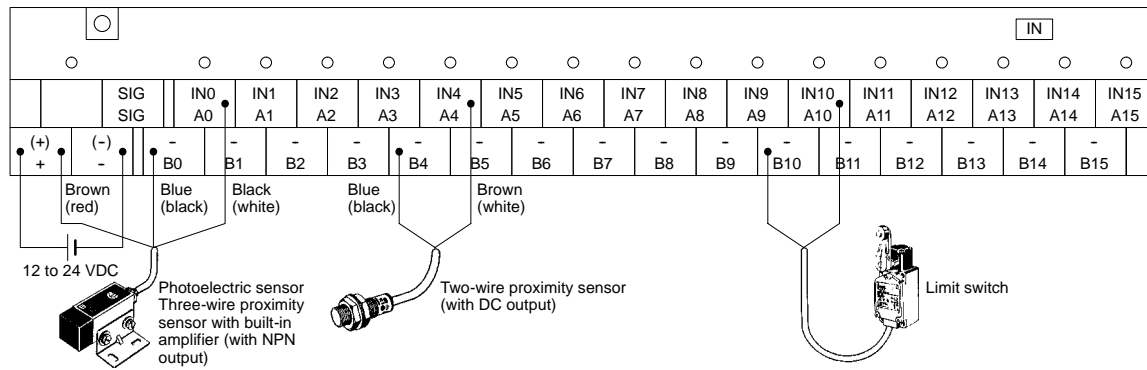 IN
SIG IN0 IN1 IN2 IN3 IN4 IN5 IN6 IN7 IN8 IN9 IN10 IN11 IN12 IN13 IN14 IN15
SIG A0 A1 A2 A3 A4 A5 A6 A7 A8 A9 A10 A11 A12 A13 A14 A15
(+) (-) - - - - - - - - - - - - - - - -
+ - B0 B1 B2 B3 B4 B5 B6 B7 B8 B9 B10 B11 B12 B13 B14 B15
Brown Blue Black Blue Brown
(red) (black) (white) (black) (white)
12 to 24 VDC
Photoelectric sensor
Three-wire proximity
sensor with built-in
amplifier (with NPN
output)
Two-wire proximity sensor
(with DC output)
Limit switch